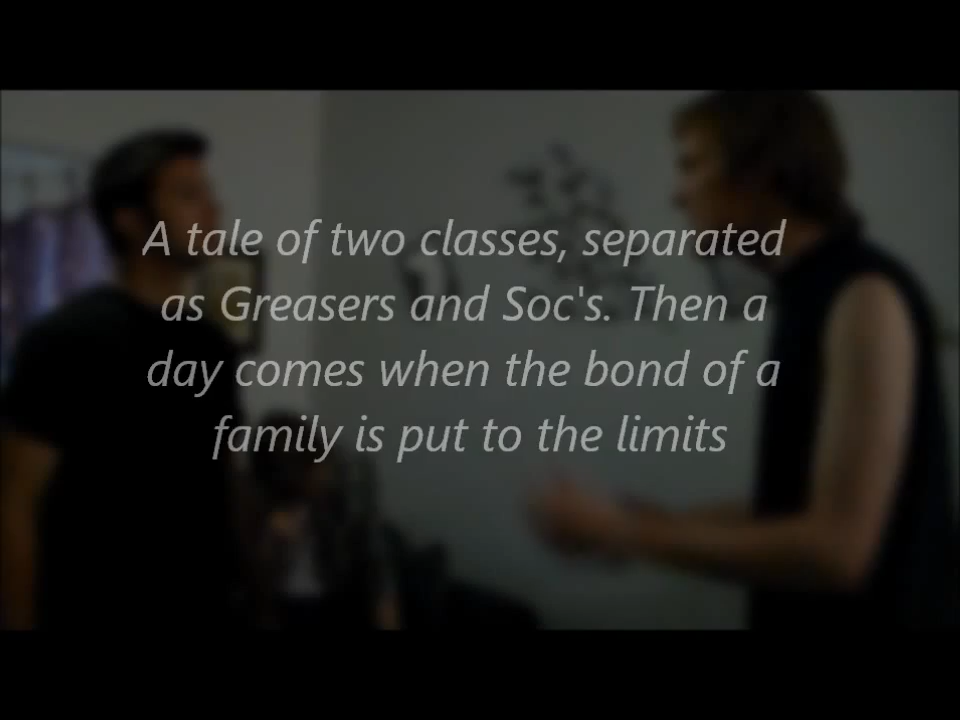 A tale of two classes, separated
as Greasers and Soc's. Then a
day comes when the bond of a
family is put to the limits